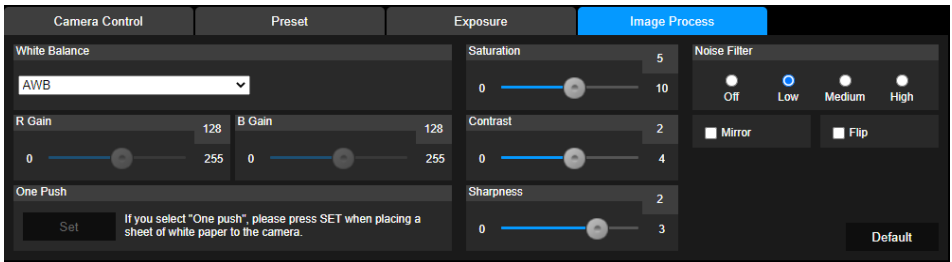 Camera Control
Preset
Exposure
Image Process
White Balance
AWB
R Gain
128
0
255
B Gain
128
0
255
One Push
Set
If you select "One push", please press SET when placing a
sheet of white paper to the camera.
Saturation
5
0
10
Contrast
2
0
4
Sharpness
2
0
3
Noise Filter
Off
Low
Medium
High
Mirror
Flip
Default